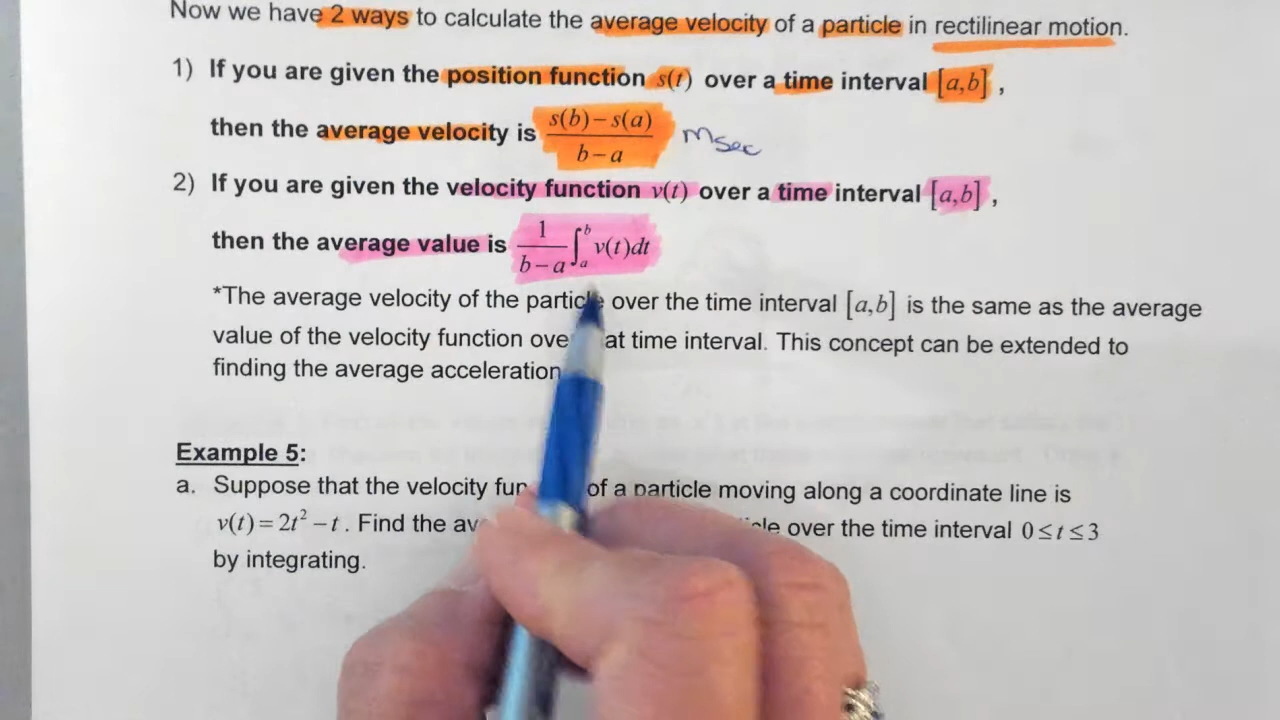 Now we have 2 ways to calculate the average velocity of a particle in rectilinear motion.
1) If you are given the position function s(t) over a time interval [a,b] ,
then the average velocity is s(b)−s(a) / b−a msec
2) If you are given the velocity function v(t) over a time interval [a,b] ,
then the average value is 1/b−a ∫_a^b v(t)dt
*The average velocity of the particle over the time interval [a,b] is the same as the average
value of the velocity function ove at time interval. This concept can be extended to
finding the average acceleration
Example 5:
a. Suppose that the velocity fun of a particle moving along a coordinate line is
v(t) = 2t² − t . Find the av cle over the time interval 0 ≤ t ≤ 3
by integrating.